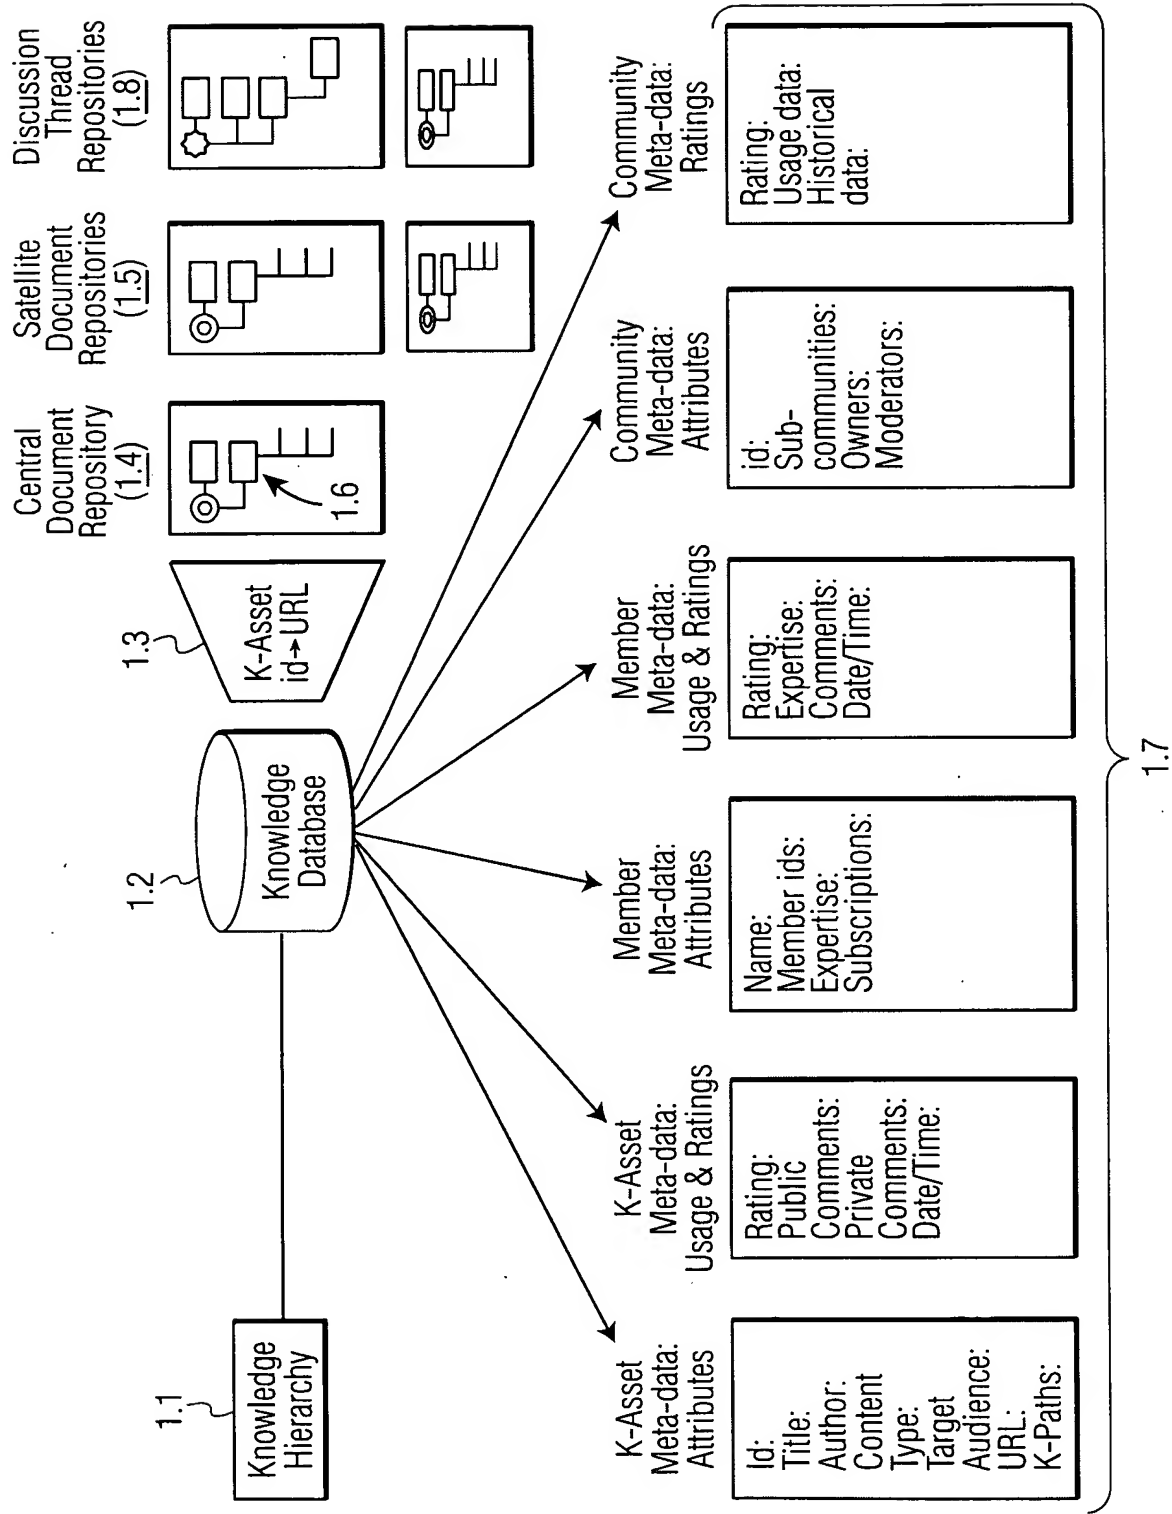 1.1
Knowledge
Hierarchy
1.2
Knowledge
Database
1.3
K-Asset
id→URL
Central
Document
Repository
(1.4)
1.6
Satellite
Document
Repositories
(1.5)
Discussion
Thread
Repositories
(1.8)
K-Asset
Meta-data:
Attributes
Id:
Title:
Author:
Content
Type:
Target
Audience:
URL:
K-Paths:
K-Asset
Meta-data:
Usage & Ratings
Rating:
Public
Comments:
Private
Comments:
Date/Time:
Member
Meta-data:
Attributes
Name:
Member ids:
Expertise:
Subscriptions:
Member
Meta-data:
Usage & Ratings
Rating:
Expertise:
Comments:
Date/Time:
Community
Meta-data:
Attributes
id:
Sub-
communities:
Owners:
Moderators:
Community
Meta-data:
Ratings
Rating:
Usage data:
Historical
data:
1.7